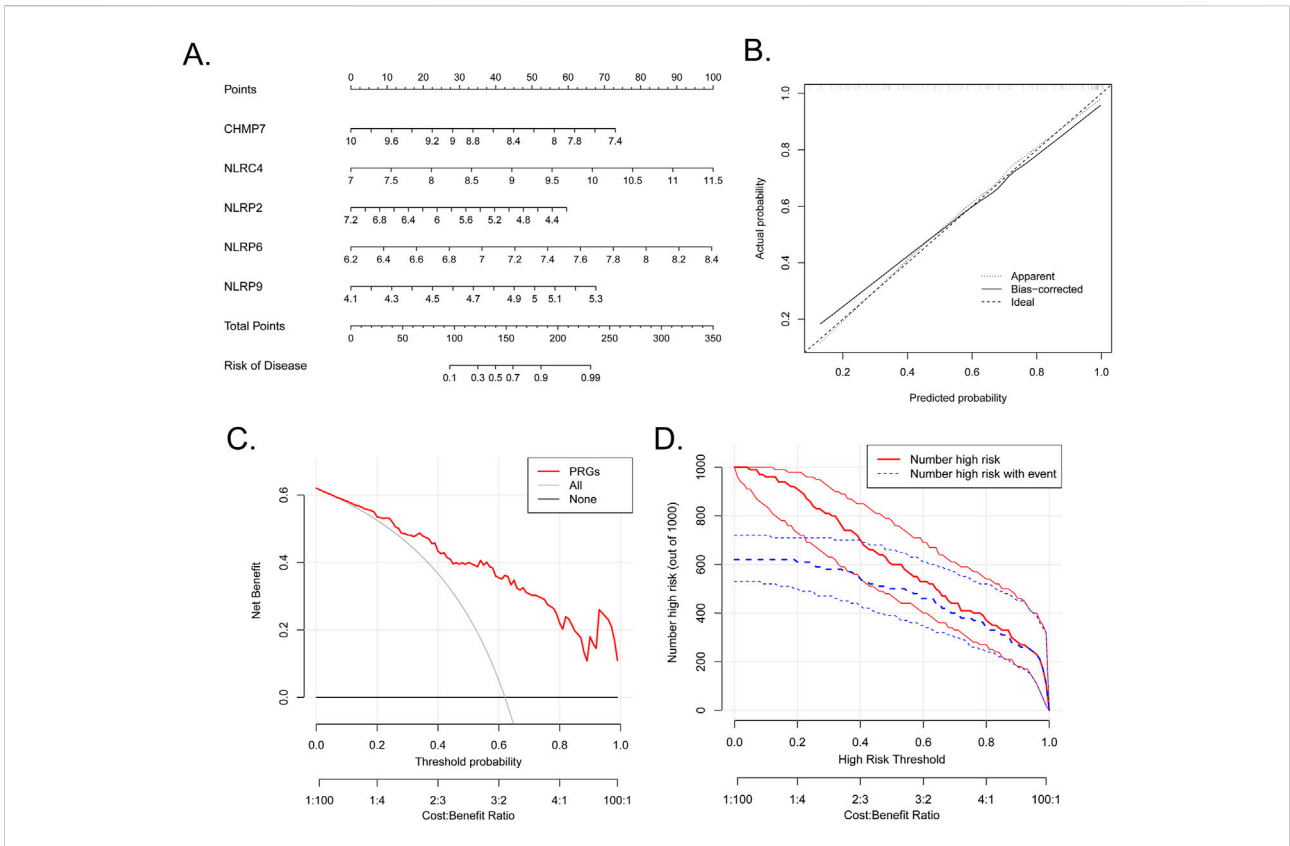 A.
Points
0 10 20 30 40 50 60 70 80 90 100
CHMP7
10 9.6 9.2 9 8.8 8.4 8 7.8 7.4
NLRC4
7 7.5 8 8.5 9 9.5 10 10.5 11 11.5
NLRP2
7.2 6.8 6.4 6 5.6 5.2 4.8 4.4
NLRP6
6.2 6.4 6.6 6.8 7 7.2 7.4 7.6 7.8 8 8.2 8.4
NLRP9
4.1 4.3 4.5 4.7 4.9 5 5.1 5.3
Total Points
0 50 100 150 200 250 300 350
Risk of Disease
0.1 0.3 0.5 0.7 0.9 0.99
B.
Actual probability
1.0
0.8
0.6
0.4
0.2
Apparent
Bias-corrected
Ideal
0.2 0.4 0.6 0.8 1.0
Predicted probability
C.
Net Benefit
0.6
0.4
0.2
0.0
PRGs
All
None
0.0 0.2 0.4 0.6 0.8 1.0
Threshold probability
1:100 1:4 2:3 3:2 4:1 100:1
Cost:Benefit Ratio
D.
Number high risk (out of 1000)
1000
800
600
400
200
0
Number high risk
Number high risk with event
0.0 0.2 0.4 0.6 0.8 1.0
High Risk Threshold
1:100 1:4 2:3 3:2 4:1 100:1
Cost:Benefit Ratio